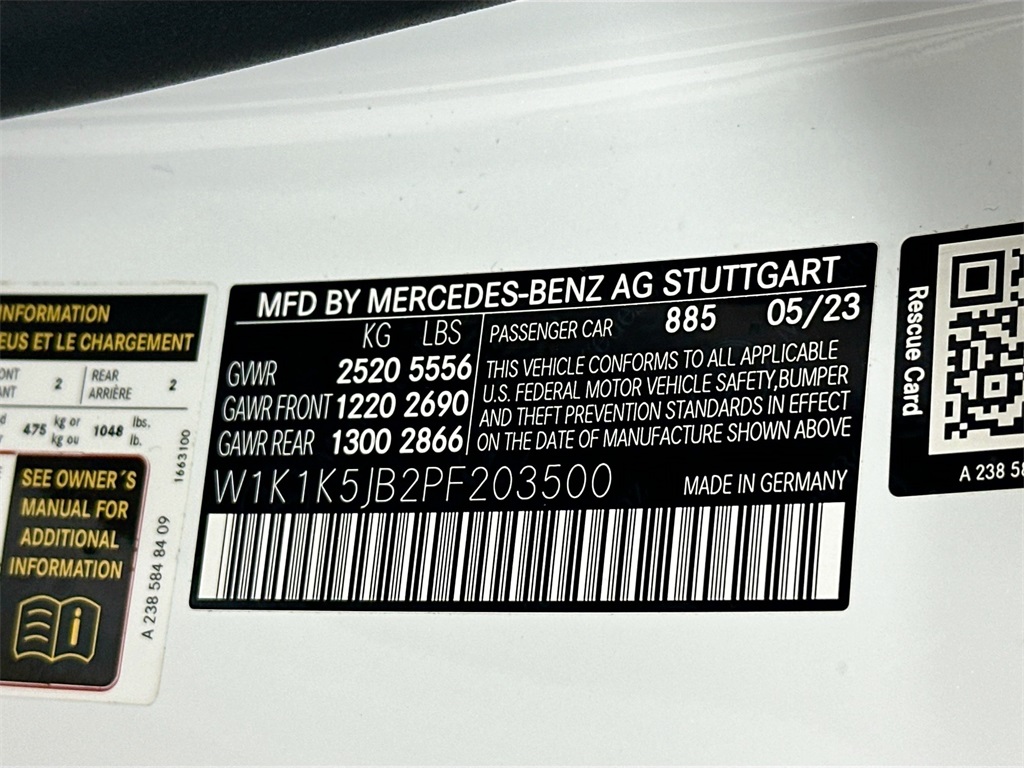 INFORMATION
EUS ET LE CHARGEMENT
2
REAR
ARRIÈRE
2
475
kg or
kg ou
1048
lbs.
lb.
1663100
SEE OWNER´S
MANUAL FOR
ADDITIONAL
INFORMATION
A 238 584 84 09
MFD BY MERCEDES-BENZ AG STUTTGART
KG LBS
GVWR 2520 5556
GAWR FRONT 1220 2690
GAWR REAR 1300 2866
PASSENGER CAR 885 05/23
THIS VEHICLE CONFORMS TO ALL APPLICABLE
U.S. FEDERAL MOTOR VEHICLE SAFETY,BUMPER
AND THEFT PREVENTION STANDARDS IN EFFECT
ON THE DATE OF MANUFACTURE SHOWN ABOVE
W1K1K5JB2PF203500
MADE IN GERMANY
Rescue Card
A 238 58